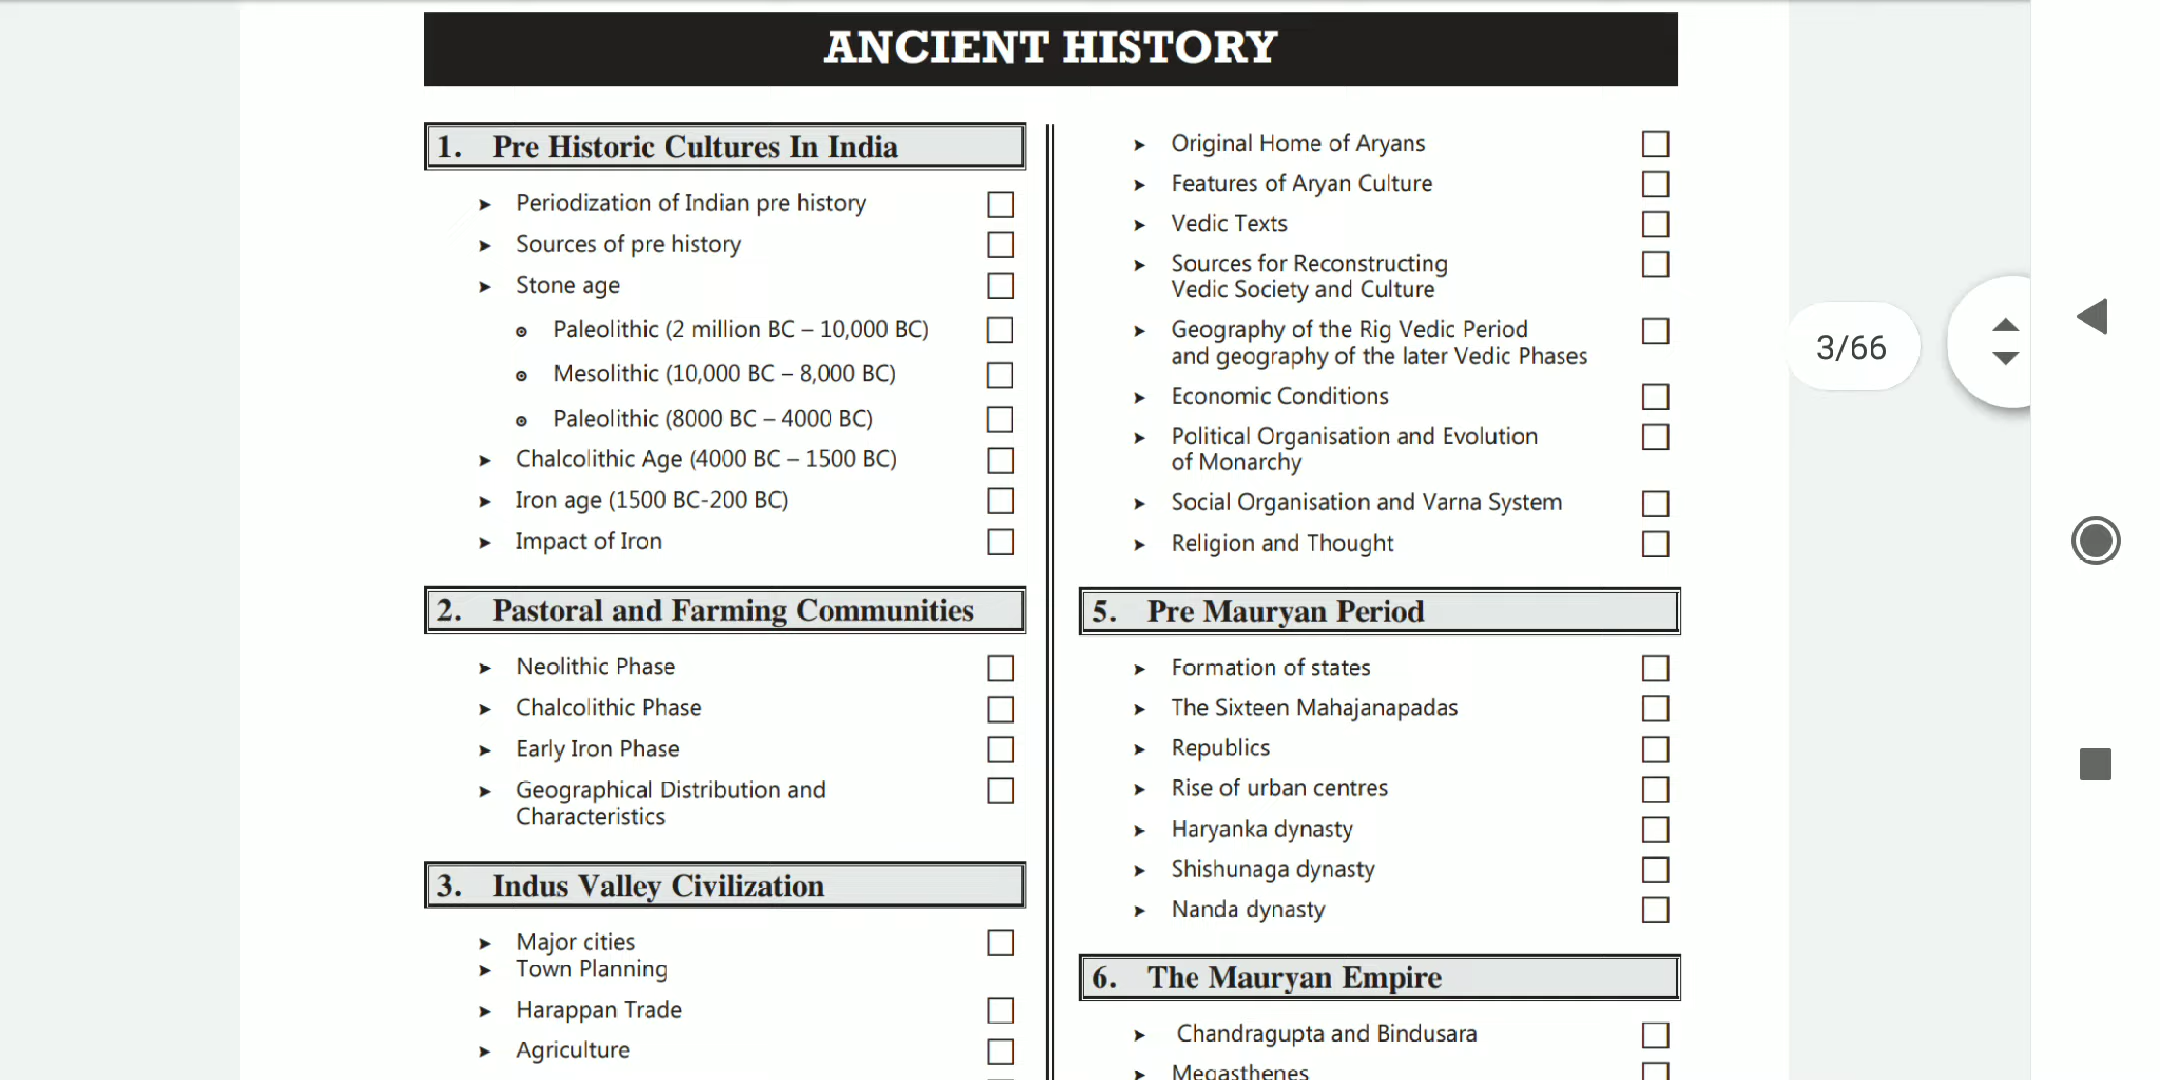 ANCIENT HISTORY
1. Pre Historic Cultures In India
➤ Periodization of Indian pre history
➤ Sources of pre history
➤ Stone age
⊙ Paleolithic (2 million BC – 10,000 BC)
⊙ Mesolithic (10,000 BC – 8,000 BC)
⊙ Paleolithic (8000 BC – 4000 BC)
➤ Chalcolithic Age (4000 BC – 1500 BC)
➤ Iron age (1500 BC-200 BC)
➤ Impact of Iron
2. Pastoral and Farming Communities
➤ Neolithic Phase
➤ Chalcolithic Phase
➤ Early Iron Phase
➤ Geographical Distribution and
Characteristics
3. Indus Valley Civilization
➤ Major cities
➤ Town Planning
➤ Harappan Trade
➤ Agriculture
➤ Original Home of Aryans
➤ Features of Aryan Culture
➤ Vedic Texts
➤ Sources for Reconstructing
Vedic Society and Culture
➤ Geography of the Rig Vedic Period
and geography of the later Vedic Phases
➤ Economic Conditions
➤ Political Organisation and Evolution
of Monarchy
➤ Social Organisation and Varna System
➤ Religion and Thought
5. Pre Mauryan Period
➤ Formation of states
➤ The Sixteen Mahajanapadas
➤ Republics
➤ Rise of urban centres
➤ Haryanka dynasty
➤ Shishunaga dynasty
➤ Nanda dynasty
6. The Mauryan Empire
➤ Chandragupta and Bindusara
➤ Megasthenes
3/66